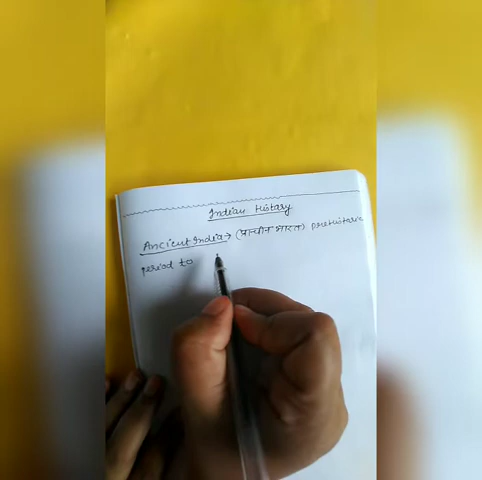 Indian History
Ancient India → (प्राचीन भारत) prehistoric
period to